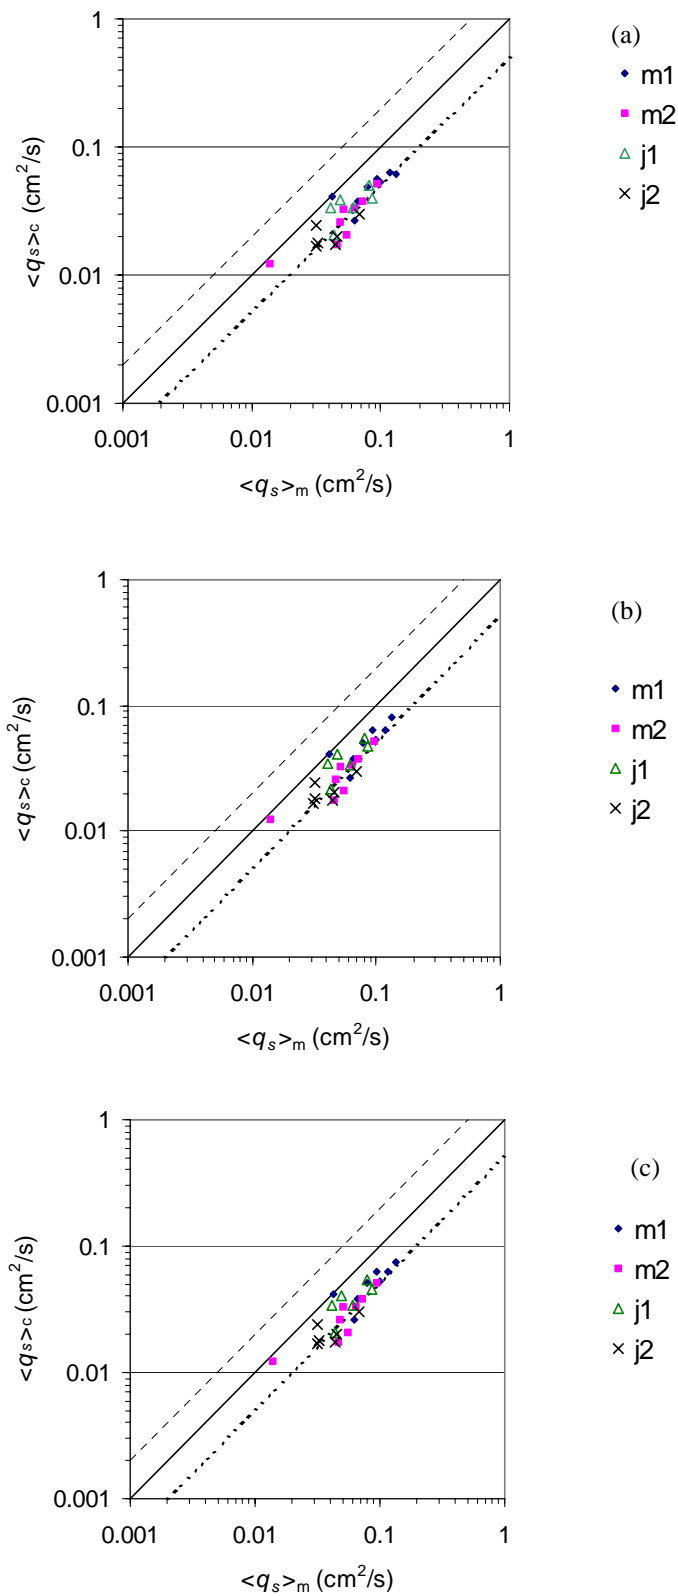 (a)
1
0.1
0.01
0.001
0.001 0.01 0.1 1
<qs>c (cm²/s)
<qs>m (cm²/s)
m1
m2
j1
j2
(b)
1
0.1
0.01
0.001
0.001 0.01 0.1 1
<qs>c (cm²/s)
<qs>m (cm²/s)
m1
m2
j1
j2
(c)
1
0.1
0.01
0.001
0.001 0.01 0.1 1
<qs>c (cm²/s)
<qs>m (cm²/s)
m1
m2
j1
j2